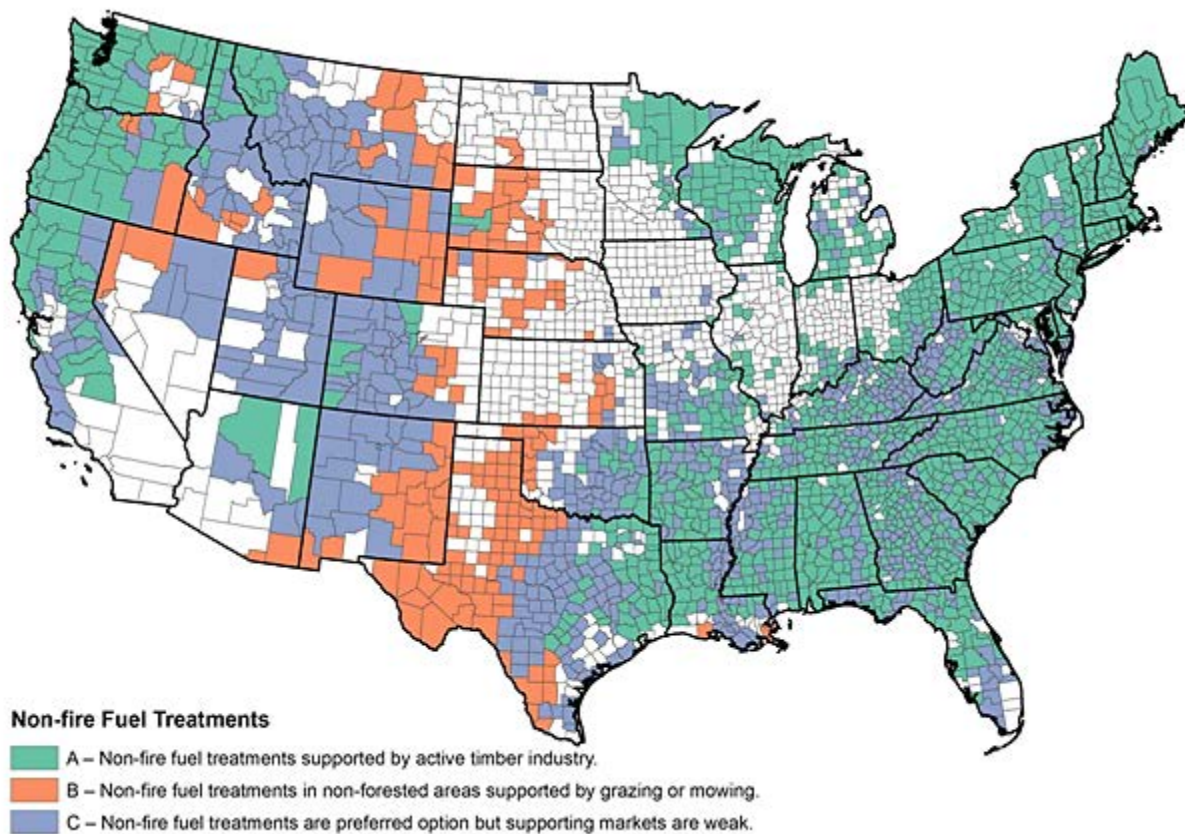 Non-fire Fuel Treatments
A – Non-fire fuel treatments supported by active timber industry.
B – Non-fire fuel treatments in non-forested areas supported by grazing or mowing.
C – Non-fire fuel treatments are preferred option but supporting markets are weak.